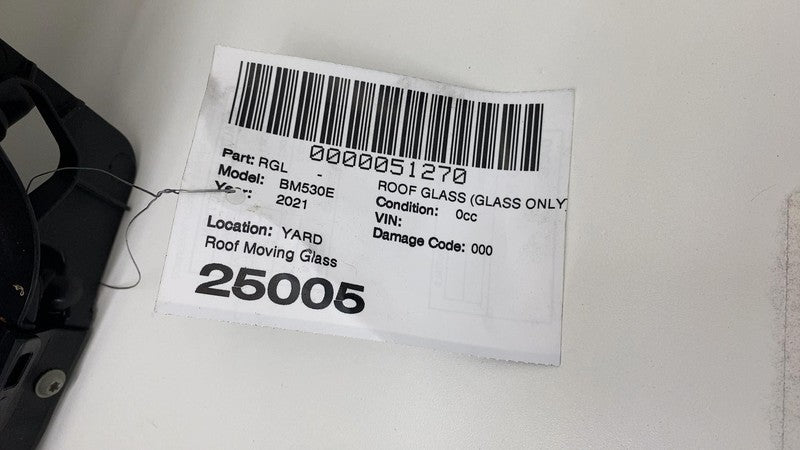 0000051270
Part: RGL -
ROOF GLASS (GLASS ONLY)
Model: BM530E
Condition: 0cc
Year: 2021
VIN:
Location: YARD
Damage Code: 000
Roof Moving Glass
25005